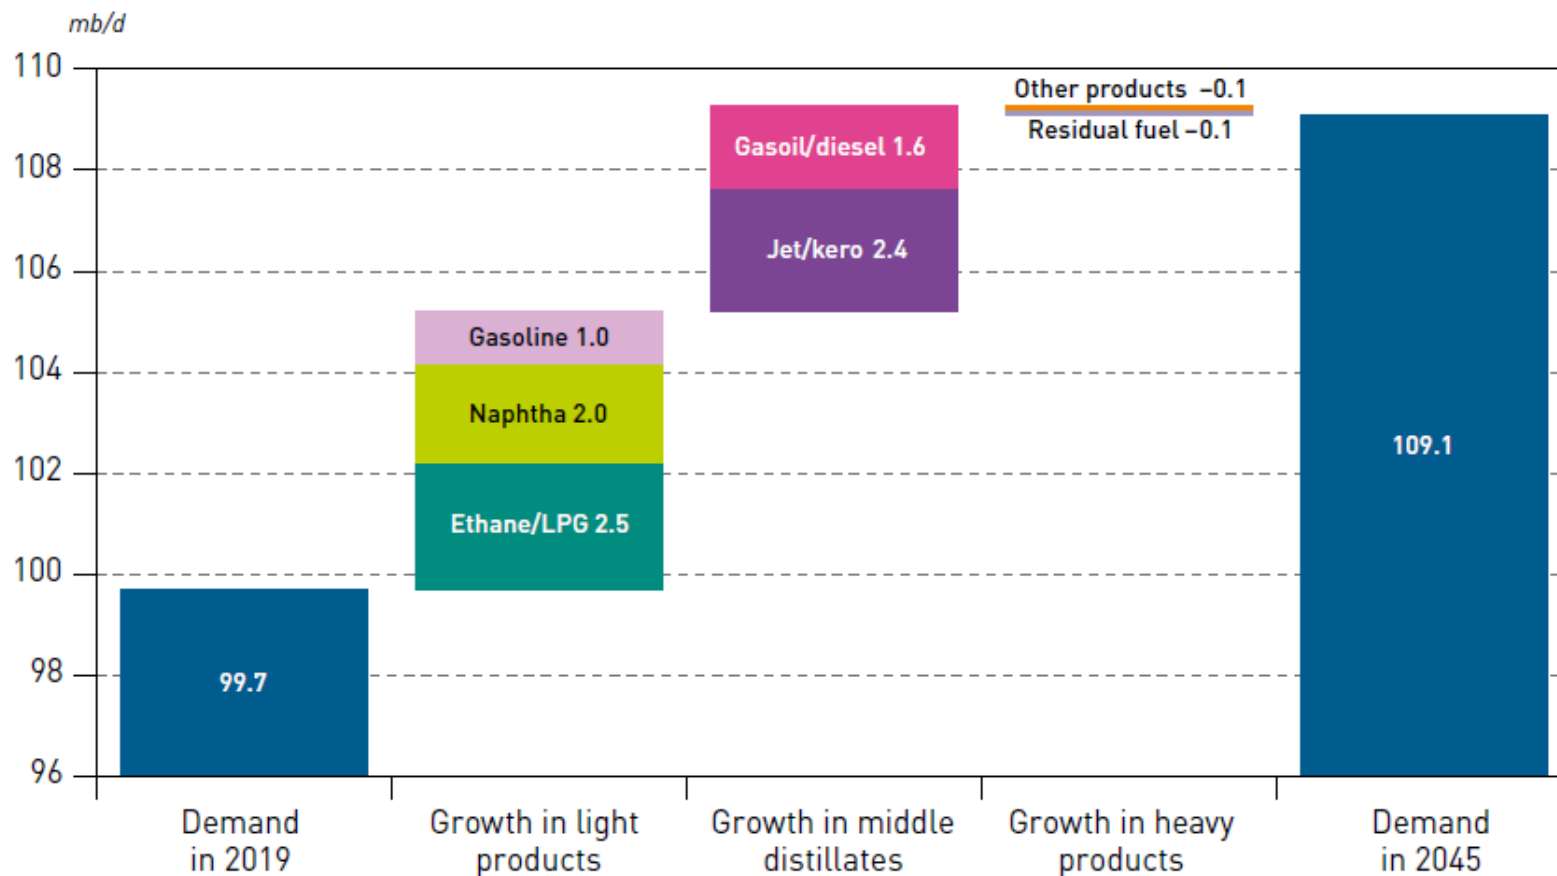 mb/d
110
108
106
104
102
100
98
96
99.7
Gasoline 1.0
Naphtha 2.0
Ethane/LPG 2.5
Gasoil/diesel 1.6
Jet/kero 2.4
Other products –0.1
Residual fuel –0.1
109.1
Demand
in 2019
Growth in light
products
Growth in middle
distillates
Growth in heavy
products
Demand
in 2045